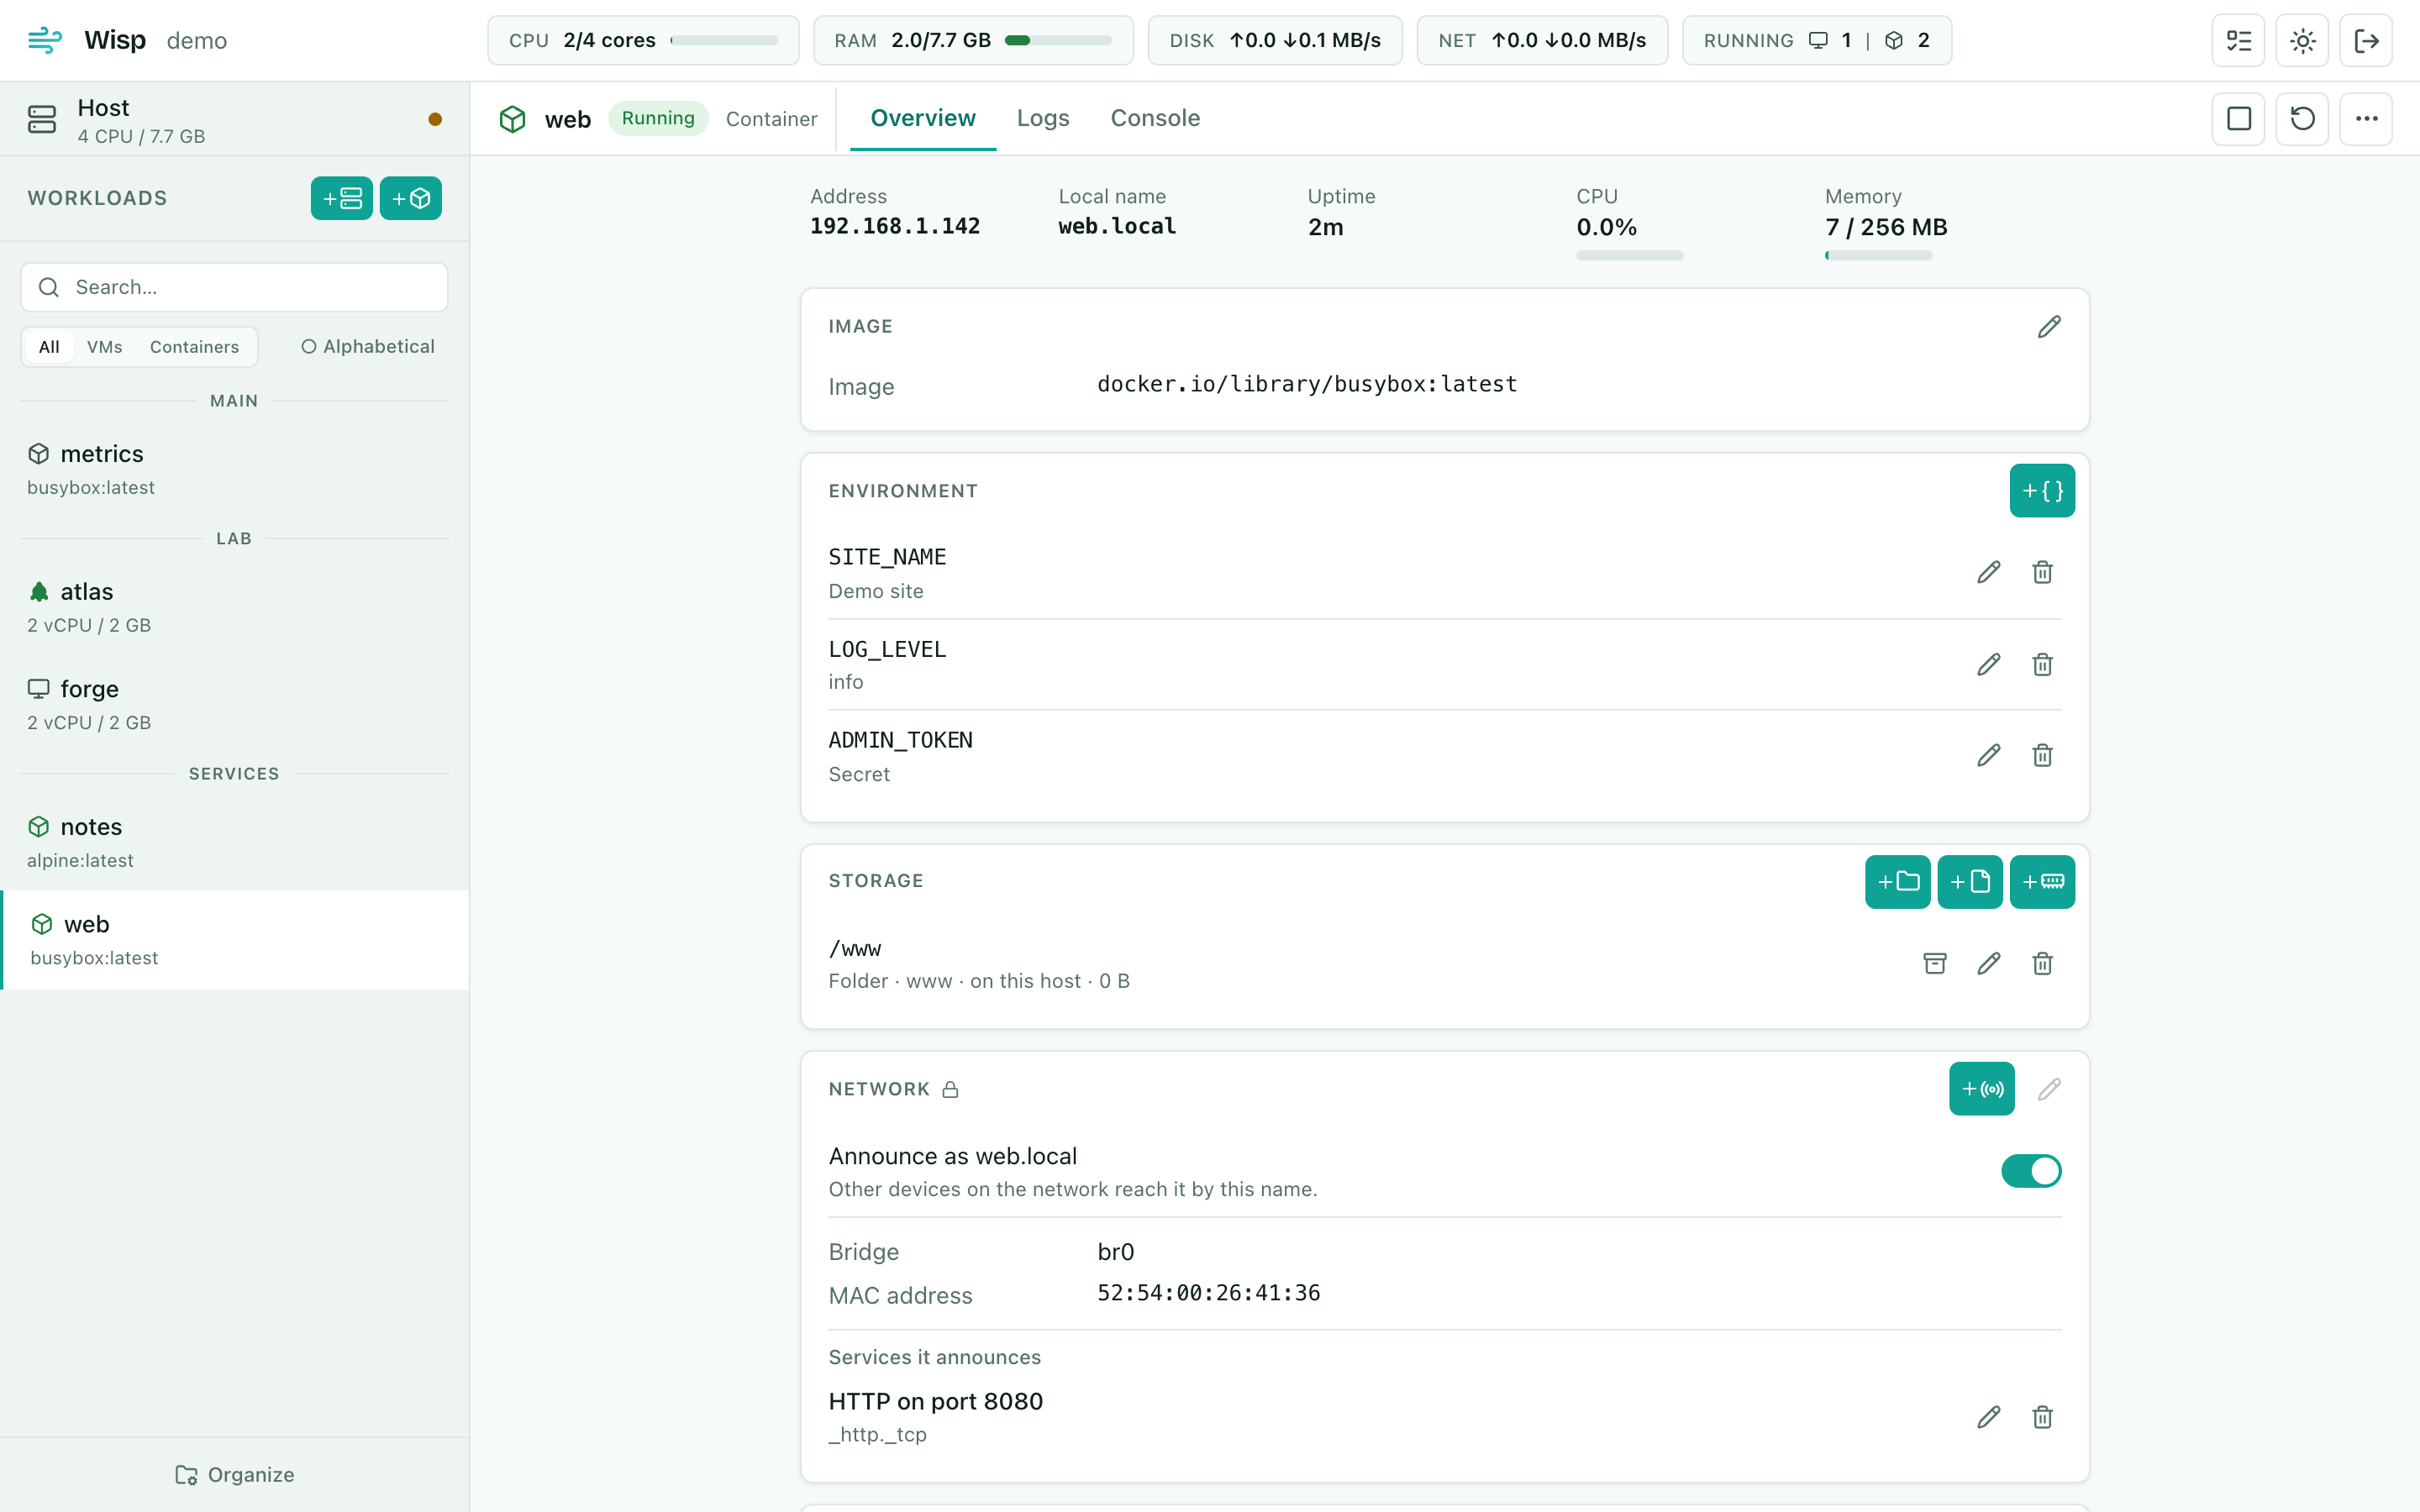 Wisp demo
CPU 2/4 cores
RAM 2.0/7.7 GB
DISK ↑0.0 ↓0.1 MB/s
NET ↑0.0 ↓0.0 MB/s
RUNNING 1 | 2
Host
4 CPU / 7.7 GB
WORKLOADS
Search...
All VMs Containers Alphabetical
MAIN
metrics
busybox:latest
LAB
atlas
2 vCPU / 2 GB
forge
2 vCPU / 2 GB
SERVICES
notes
alpine:latest
web
busybox:latest
Organize
web Running Container Overview Logs Console
Address
192.168.1.142
Local name
web.local
Uptime
2m
CPU
0.0%
Memory
7 / 256 MB
IMAGE
Image docker.io/library/busybox:latest
ENVIRONMENT
SITE_NAME
Demo site
LOG_LEVEL
info
ADMIN_TOKEN
Secret
STORAGE
/www
Folder · www · on this host · 0 B
NETWORK
Announce as web.local
Other devices on the network reach it by this name.
Bridge br0
MAC address 52:54:00:26:41:36
Services it announces
HTTP on port 8080
_http._tcp